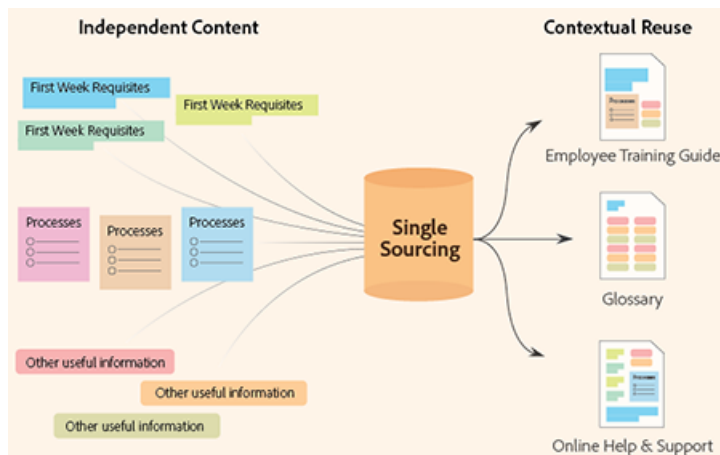 Independent Content
Contextual Reuse
First Week Requisites
First Week Requisites
First Week Requisites
Processes
Processes
Processes
Single
Sourcing
Other useful information
Other useful information
Other useful information
Processes
Employee Training Guide
Glossary
Processes
Online Help & Support